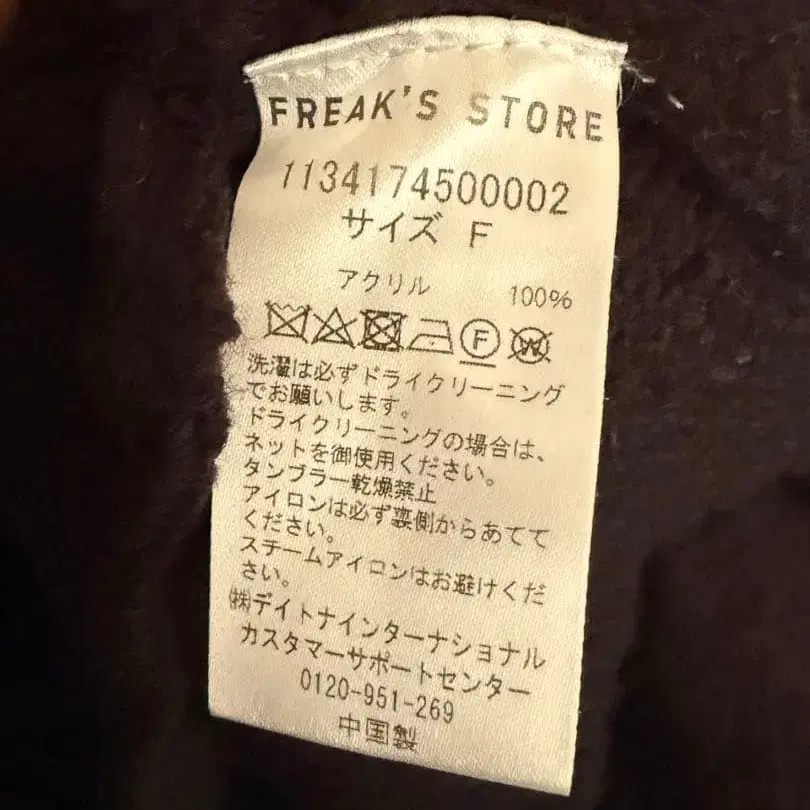 FREAK'S STORE
1134174500002
サイズ F
アクリル 100%
F W
洗濯は必ずドライクリーニング
でお願いします。
ドライクリーニングの場合は、
ネットを御使用ください。
タンブラー乾燥禁止
アイロンは必ず裏側からあてて
ください。
スチームアイロンはお避けくだ
さい。
㈱デイトナインターナショナル
カスタマーサポートセンター
0120-951-269
中国製